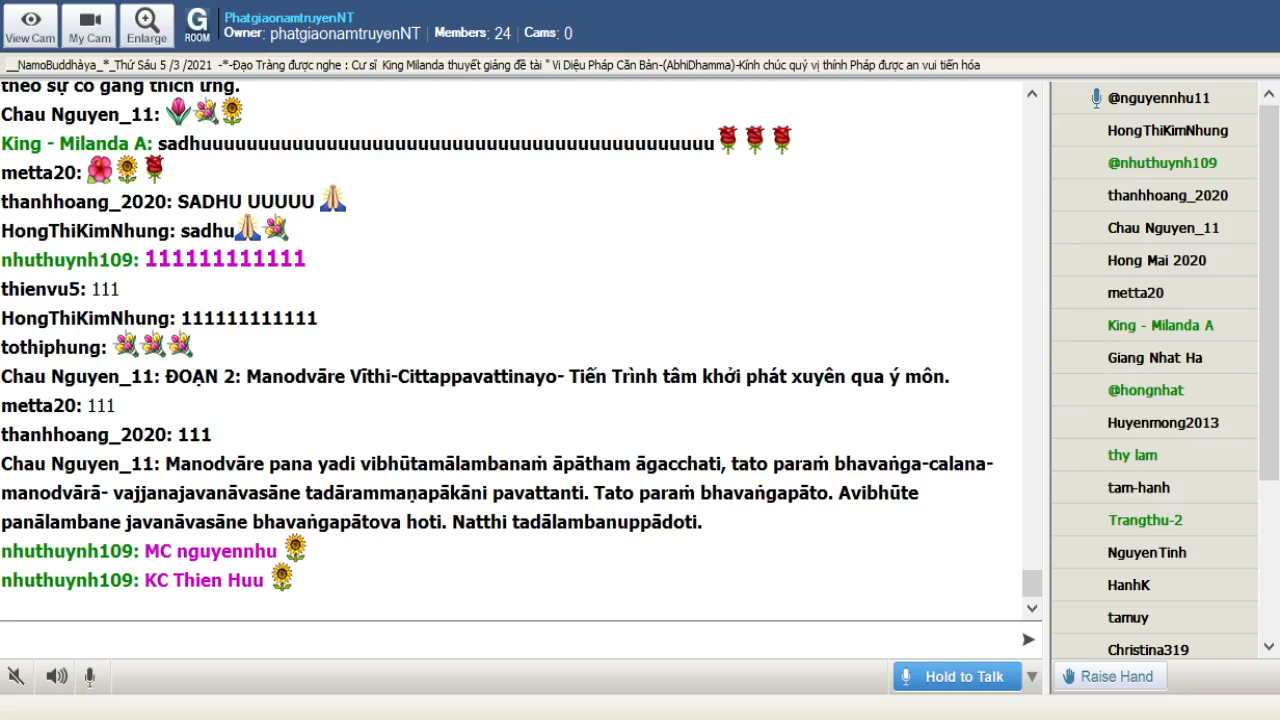 View Cam
My Cam
Enlarge
G
ROOM
PhatgiaonamtruyenNT
Owner: phatgiaonamtruyenNT | Members: 24 | Cams: 0
__NamoBuddhàya_*_Thứ Sáu 5 /3 /2021 -*-Đạo Tràng được nghe : Cư sĩ King Milanda thuyết giảng đề tài " Vi Diệu Pháp Căn Bản-(AbhiDhamma)-Kính chúc quý vị thính Pháp được an vui tiến hóa
theo sự cố gắng thích ứng.
Chau Nguyen_11:
King - Milanda A: sadhuuuuuuuuuuuuuuuuuuuuuuuuuuuuuuuuuuuuuuuuuuuuuu
metta20:
thanhhoang_2020: SADHU UUUUU
HongThiKimNhung: sadhu
nhuthuynh109: 111111111111
thienvu5: 111
HongThiKimNhung: 111111111111
tothiphung:
Chau Nguyen_11: ĐOẠN 2: Manodvāre Vīthi-Cittappavattinayo- Tiến Trình tâm khởi phát xuyên qua ý môn.
metta20: 111
thanhhoang_2020: 111
Chau Nguyen_11: Manodvāre pana yadi vibhūtamālambanaṁ āpātham āgacchati, tato paraṁ bhavaṅga-calana-
manodvārā- vajjanajavanāvasāne tadārammaṇapākāni pavattanti. Tato paraṁ bhavaṅgapāto. Avibhūte
panālambane javanāvasāne bhavaṅgapātova hoti. Natthi tadālambanuppādoti.
nhuthuynh109: MC nguyennhu
nhuthuynh109: KC Thien Huu
Hold to Talk
@nguyennhu11
HongThiKimNhung
@nhuthuynh109
thanhhoang_2020
Chau Nguyen_11
Hong Mai 2020
metta20
King - Milanda A
Giang Nhat Ha
@hongnhat
Huyenmong2013
thy lam
tam-hanh
Trangthu-2
NguyenTinh
HanhK
tamuy
Christina319
Raise Hand